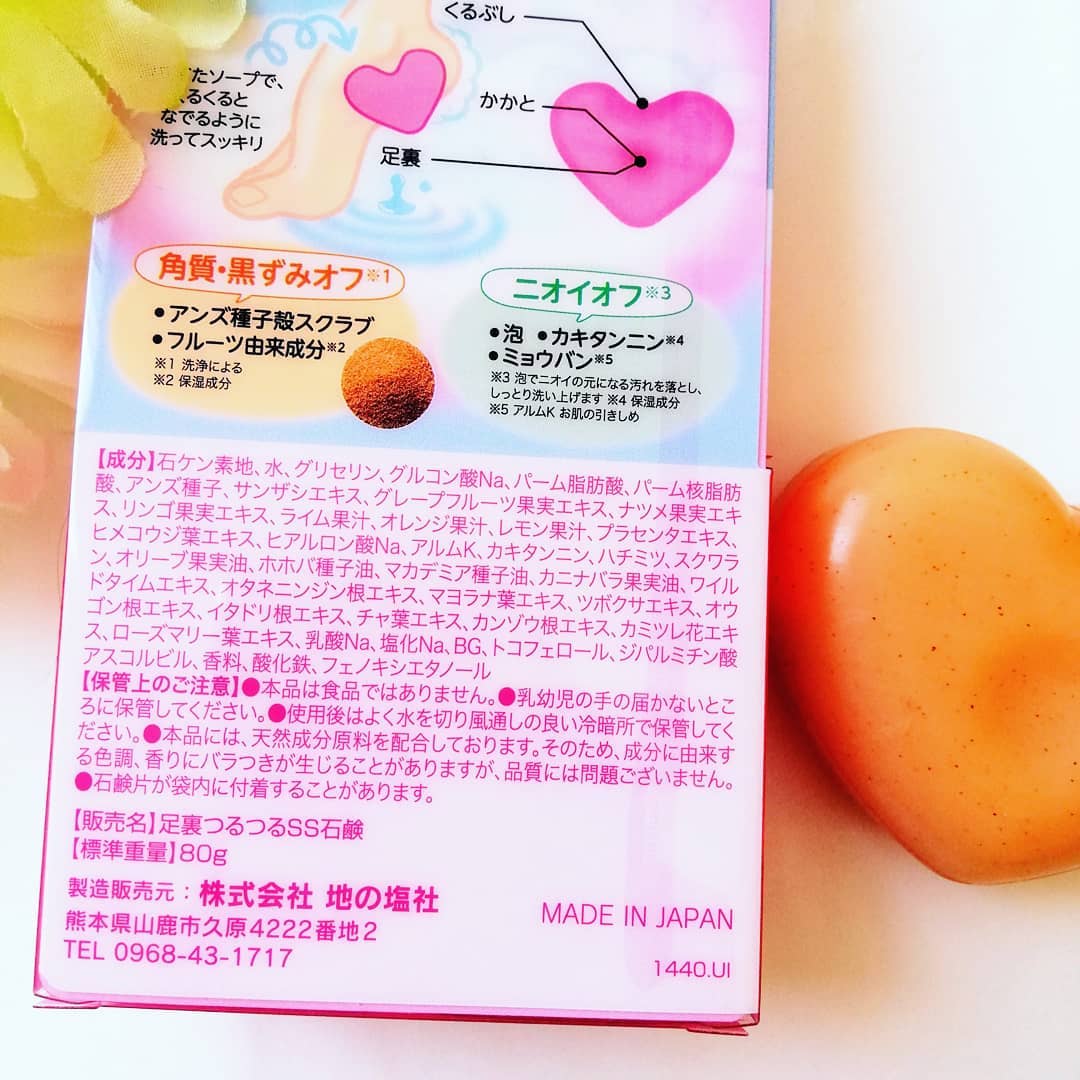 くるぶし
かかと
足裏
たソープで、
るくると
なでるように
洗ってスッキリ
角質・黒ずみオフ※1
●アンズ種子殻スクラブ
●フルーツ由来成分※2
※1 洗浄による
※2 保湿成分
ニオイオフ※3
●泡 ●カキタンニン※4
●ミョウバン※5
※3 泡でニオイの元になる汚れを落とし、
しっとり洗い上げます ※4 保湿成分
※5 アルムK お肌の引きしめ
【成分】石ケン素地、水、グリセリン、グルコン酸Na、パーム脂肪酸、パーム核脂肪
酸、アンズ種子、サンザシエキス、グレープフルーツ果実エキス、ナツメ果実エキ
ス、リンゴ果実エキス、ライム果汁、オレンジ果汁、レモン果汁、プラセンタエキス、
ヒメコウジ葉エキス、ヒアルロン酸Na、アルムK、カキタンニン、ハチミツ、スクワラ
ン、オリーブ果実油、ホホバ種子油、マカデミア種子油、カニナバラ果実油、ワイル
ドタイムエキス、オタネニンジン根エキス、マヨラナ葉エキス、ツボクサエキス、オウ
ゴン根エキス、イタドリ根エキス、チャ葉エキス、カンゾウ根エキス、カミツレ花エキ
ス、ローズマリー葉エキス、乳酸Na、塩化Na、BG、トコフェロール、ジパルミチン酸
アスコルビル、香料、酸化鉄、フェノキシエタノール
【保管上のご注意】●本品は食品ではありません。●乳幼児の手の届かないとこ
ろに保管してください。●使用後はよく水を切り風通しの良い冷暗所で保管してく
ださい。●本品には、天然成分原料を配合しております。そのため、成分に由来す
る色調、香りにバラつきが生じることがありますが、品質には問題ございません。
●石鹸片が袋内に付着することがあります。
【販売名】足裏つるつるSS石鹸
【標準重量】80g
製造販売元：株式会社 地の塩社
熊本県山鹿市久原4222番地2
TEL 0968-43-1717
MADE IN JAPAN
1440.UI